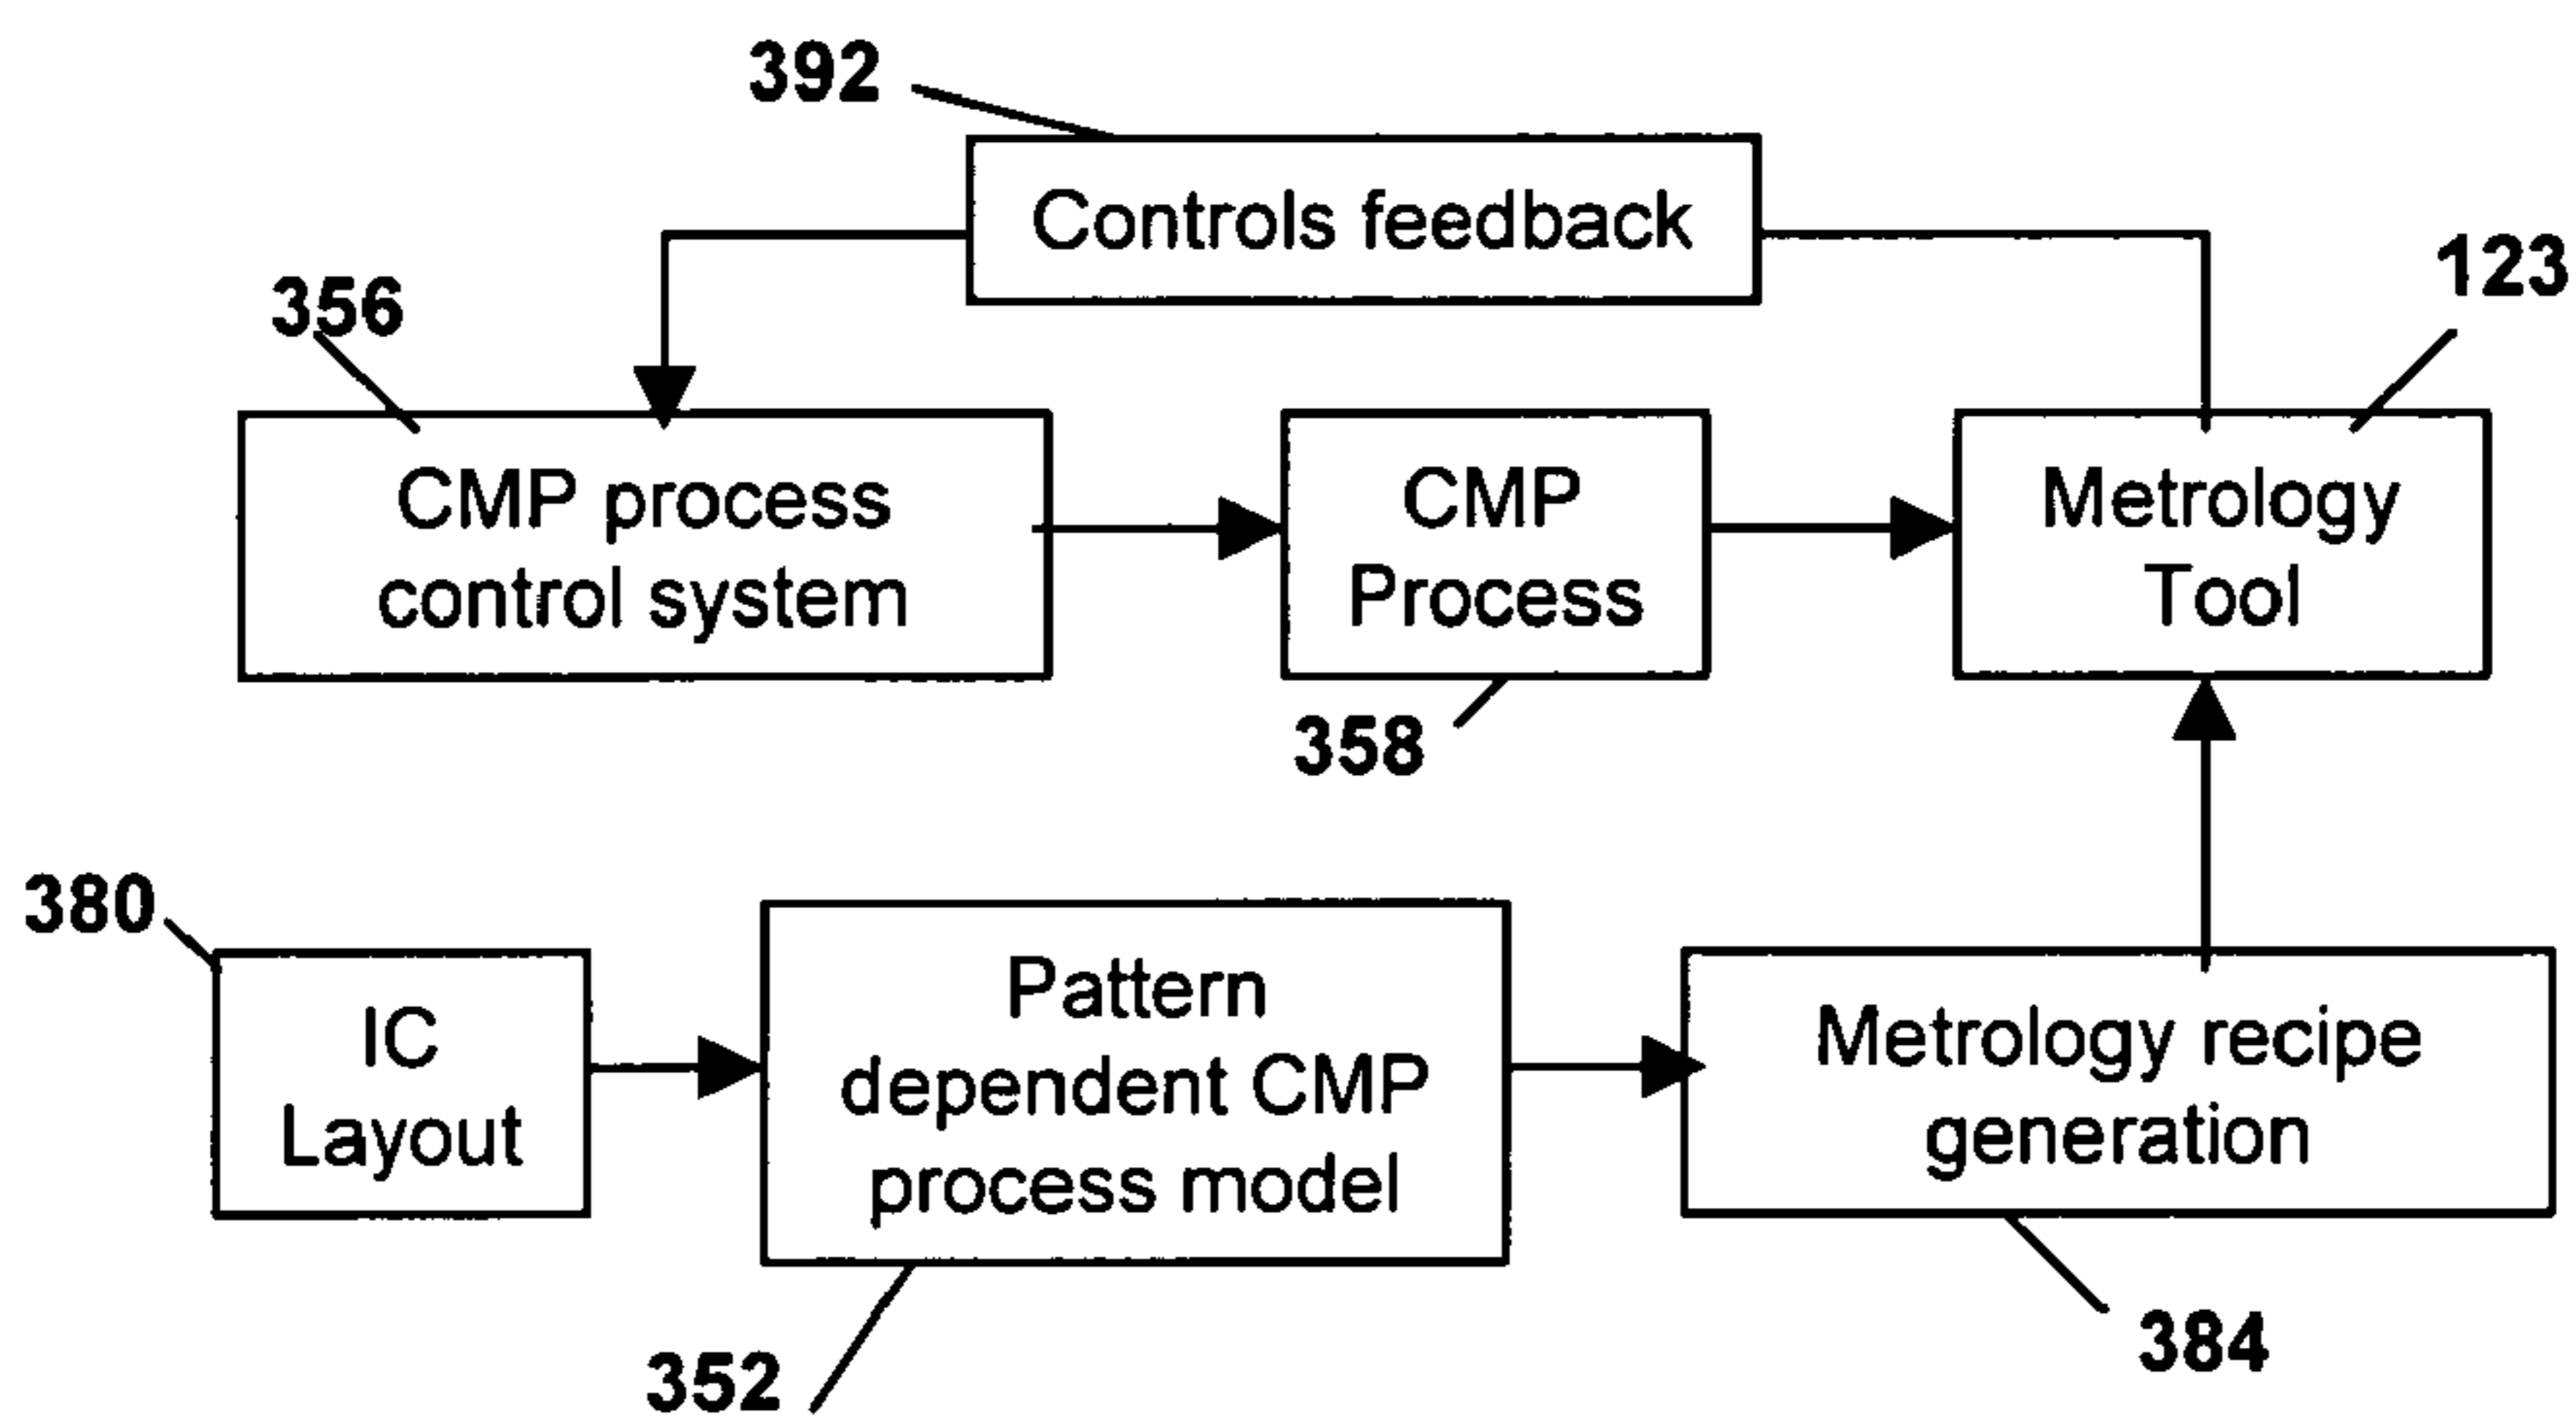 392
Controls feedback
123
356
CMP process
control system
CMP
Process
Metrology
Tool
358
380
IC
Layout
Pattern
dependent CMP
process model
Metrology recipe
generation
352
384